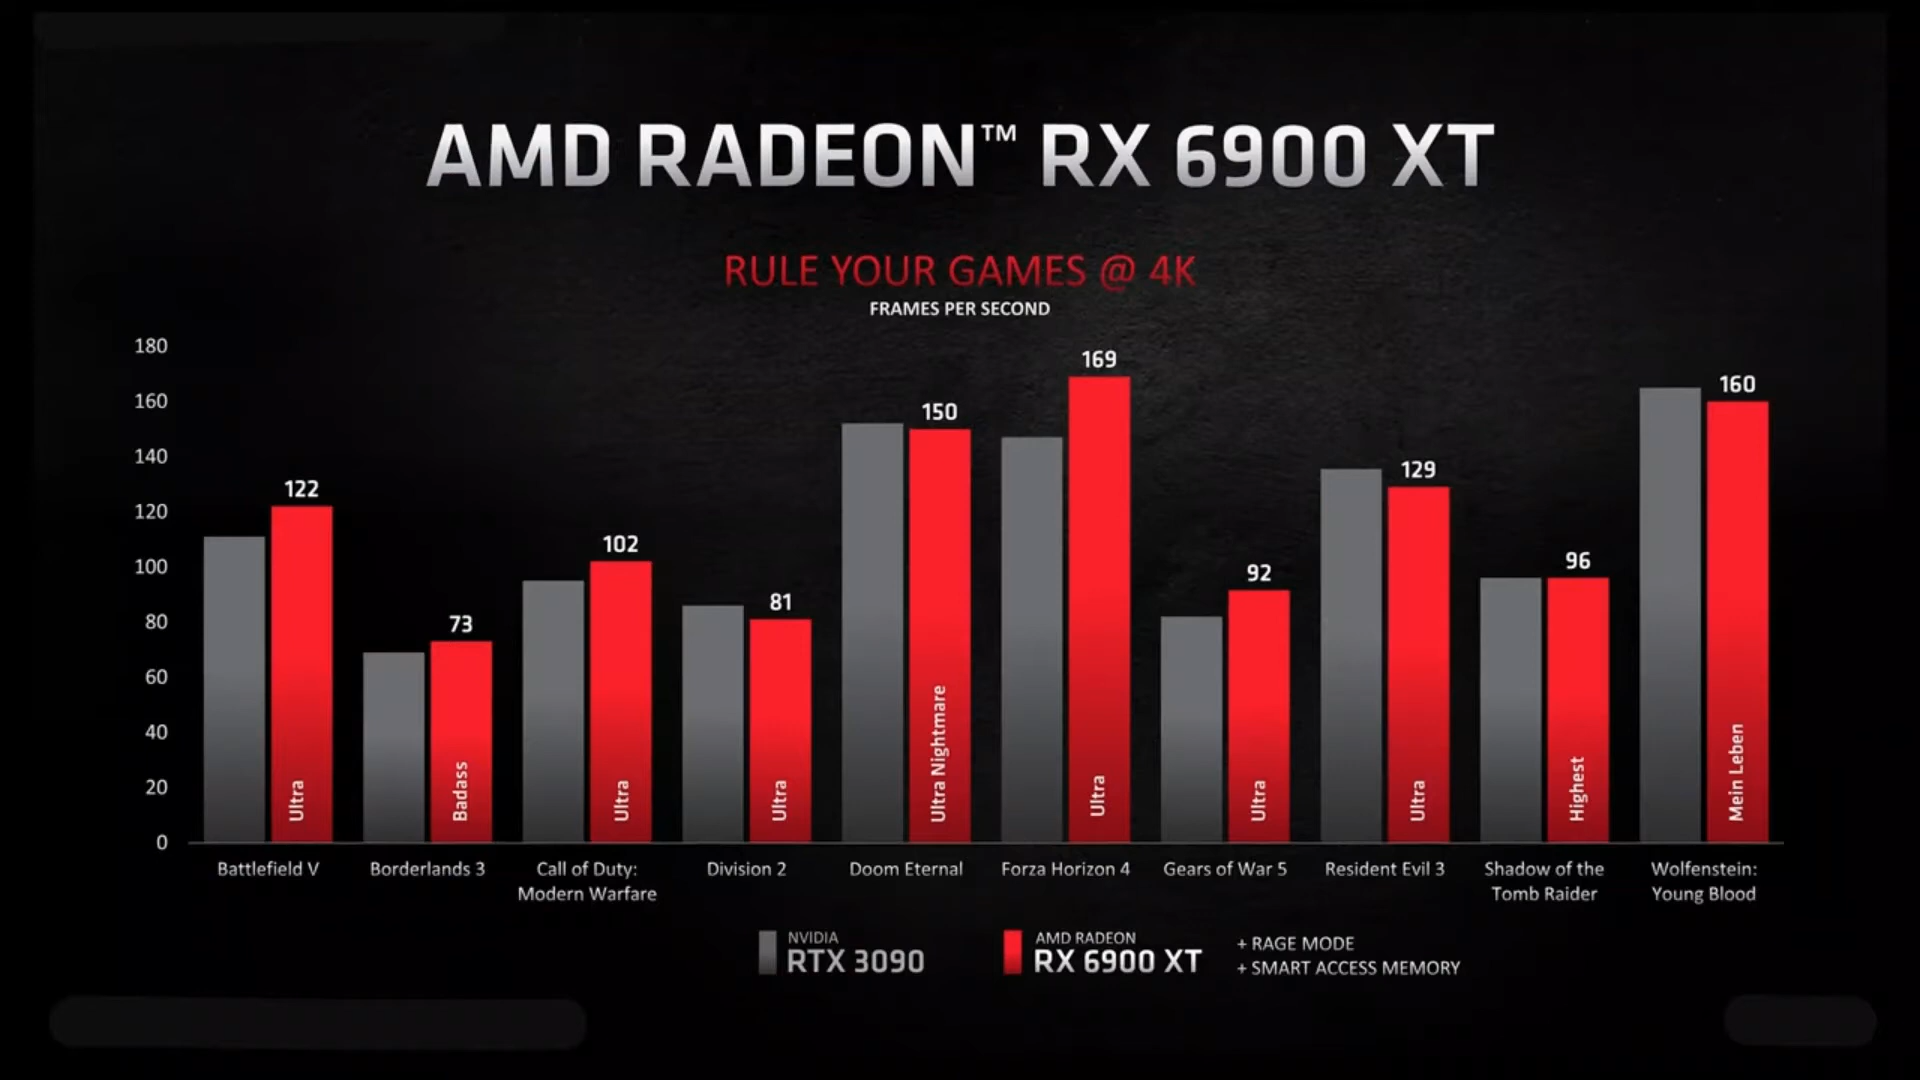 AMD RADEON™ RX 6900 XT
RULE YOUR GAMES @ 4K
FRAMES PER SECOND
180
160
140
120
100
80
60
40
20
0
122
73
102
81
150
169
92
129
96
160
Ultra
Badass
Ultra
Ultra
Ultra Nightmare
Ultra
Ultra
Ultra
Highest
Mein Leben
Battlefield V
Borderlands 3
Call of Duty:
Modern Warfare
Division 2
Doom Eternal
Forza Horizon 4
Gears of War 5
Resident Evil 3
Shadow of the
Tomb Raider
Wolfenstein:
Young Blood
NVIDIA
RTX 3090
AMD RADEON
RX 6900 XT
+ RAGE MODE
+ SMART ACCESS MEMORY